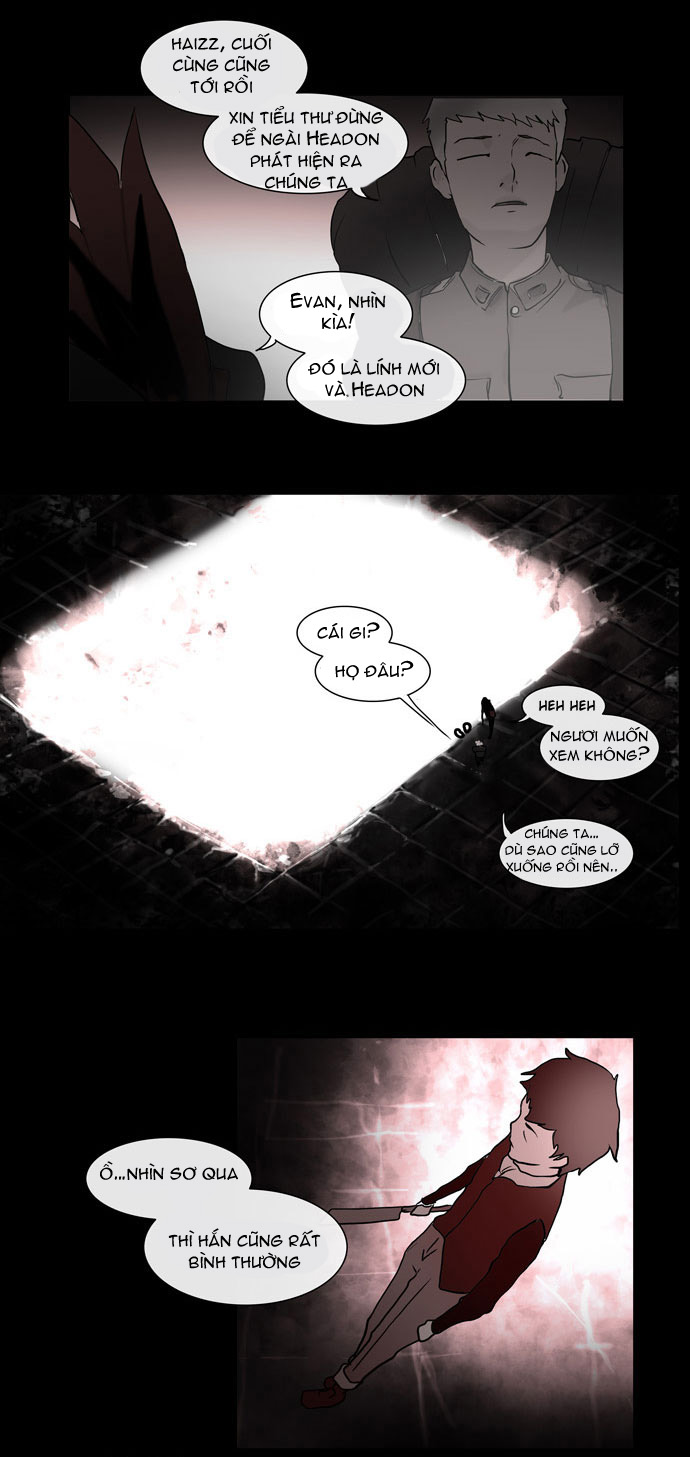 HAIZZ, CUỐI
CÙNG CŨNG
TỚI RỒI
XIN TIỂU THƯ ĐỪNG
ĐỂ NGÀI HEADON
PHÁT HIỆN RA
CHÚNG TA
EVAN, NHÌN
KÌA!
ĐÓ LÀ LÍNH MỚI
VÀ HEADON
CÁI GI?
HỌ ĐÂU?
HEH HEH
NGƯƠI MUỐN
XEM KHÔNG?
CHÚNG TA...
DÙ SAO CŨNG LỠ
XUỐNG RỒI NÊN..
Ồ...NHÌN SƠ QUA
THÌ HẮN CŨNG RẤT
BÌNH THƯỜNG